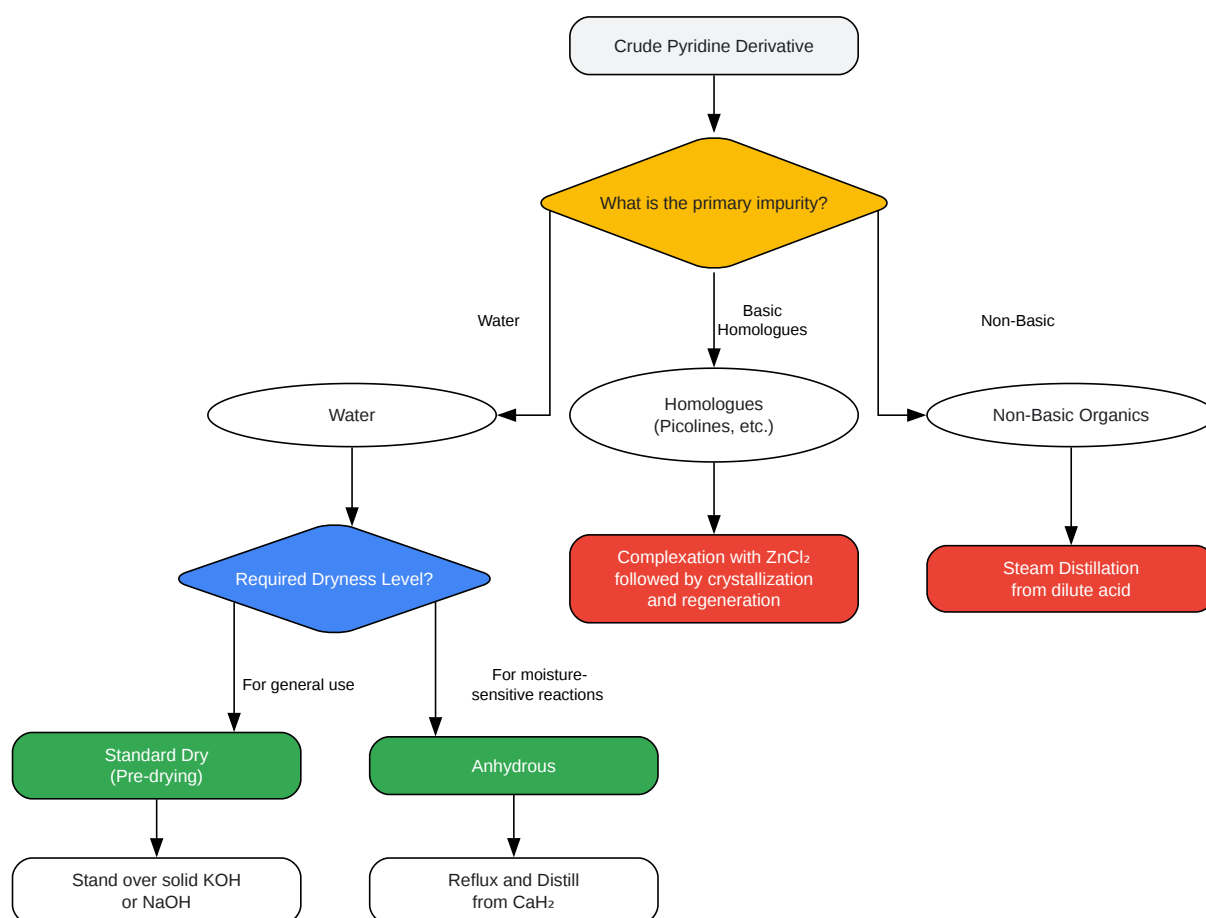 Crude Pyridine Derivative
What is the primary impurity?
Water
Basic
Homologues
Non-Basic
Water
Homologues
(Picolines, etc.)
Non-Basic Organics
Required Dryness Level?
Complexation with ZnCl₂
followed by crystallization
and regeneration
Steam Distillation
from dilute acid
For general use
For moisture-
sensitive reactions
Standard Dry
(Pre-drying)
Anhydrous
Stand over solid KOH
or NaOH
Reflux and Distill
from CaH₂